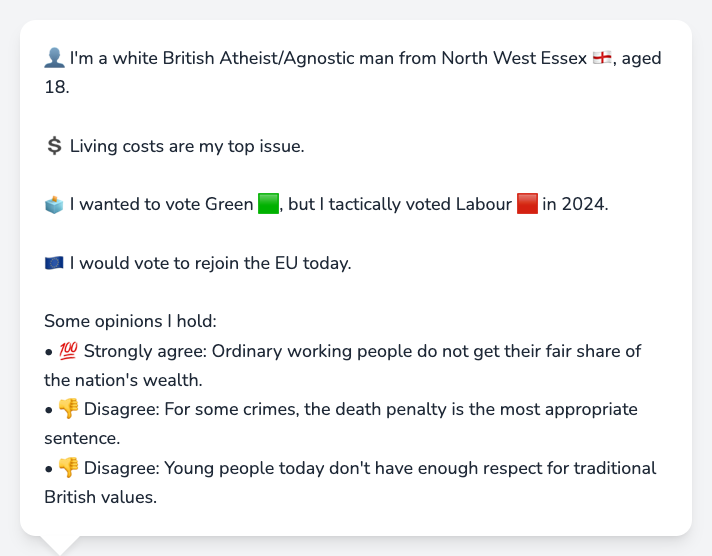 👤 I'm a white British Atheist/Agnostic man from North West Essex 🏴󠁧󠁢󠁥󠁮󠁧󠁿, aged
18.
💲 Living costs are my top issue.
🗳️ I wanted to vote Green 🟩, but I tactically voted Labour 🟥 in 2024.
🇪🇺 I would vote to rejoin the EU today.
Some opinions I hold:
• 💯 Strongly agree: Ordinary working people do not get their fair share of
the nation's wealth.
• 👎 Disagree: For some crimes, the death penalty is the most appropriate
sentence.
• 👎 Disagree: Young people today don't have enough respect for traditional
British values.